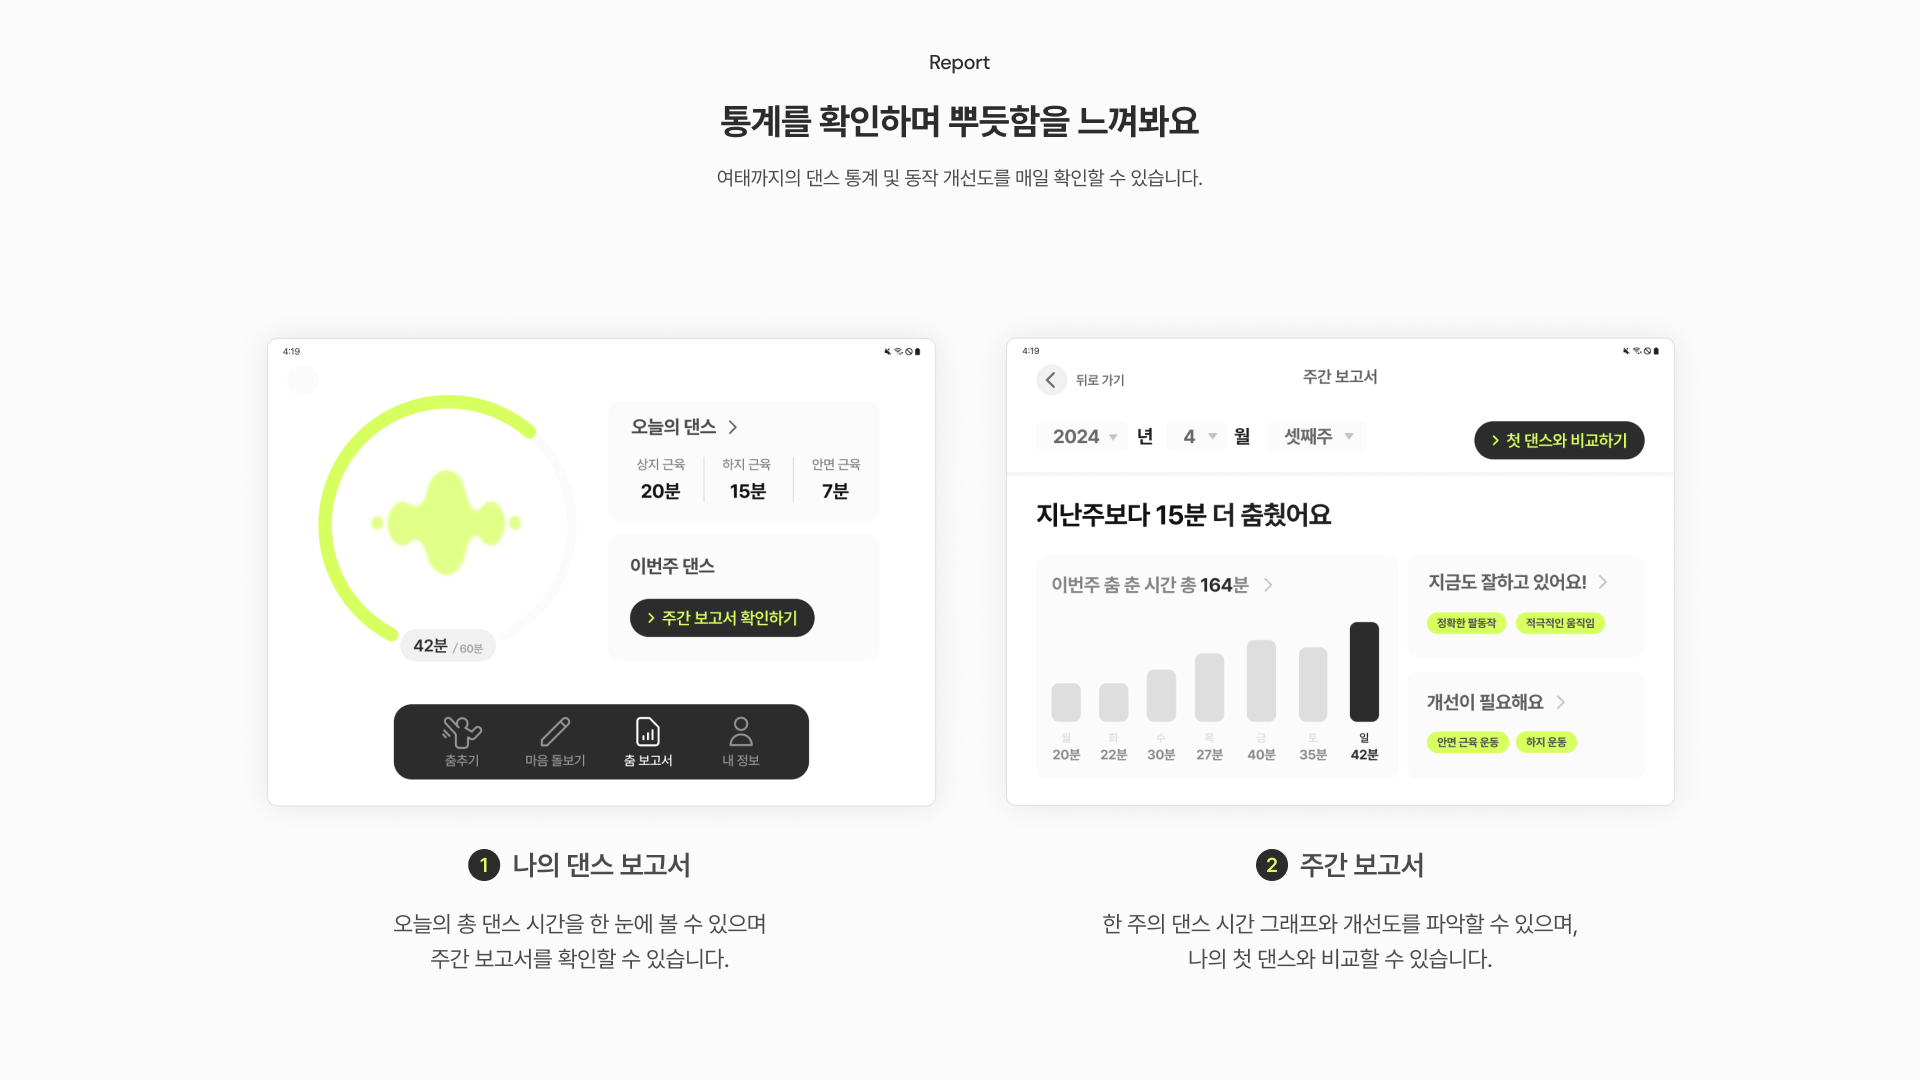 Report
통계를 확인하며 뿌듯함을 느껴봐요
여태까지의 댄스 통계 및 동작 개선도를 매일 확인할 수 있습니다.
4:19
오늘의 댄스
상지 근육 하지 근육 안면 근육
20분 15분 7분
이번주 댄스
주간 보고서 확인하기
42분 /60분
춤추기 마음 돌보기 춤 보고서 내 정보
4:19
뒤로 가기 주간 보고서
2024 년 4 월 셋째주 첫 댄스와 비교하기
지난주보다 15분 더 춤췄어요
이번주 춤 춘 시간 총 164분
월 화 수 목 금 토 일
20분 22분 30분 27분 40분 35분 42분
지금도 잘하고 있어요!
정확한 팔동작 적극적인 움직임
개선이 필요해요
안면 근육 운동 하지 운동
1 나의 댄스 보고서
오늘의 총 댄스 시간을 한 눈에 볼 수 있으며
주간 보고서를 확인할 수 있습니다.
2 주간 보고서
한 주의 댄스 시간 그래프와 개선도를 파악할 수 있으며,
나의 첫 댄스와 비교할 수 있습니다.